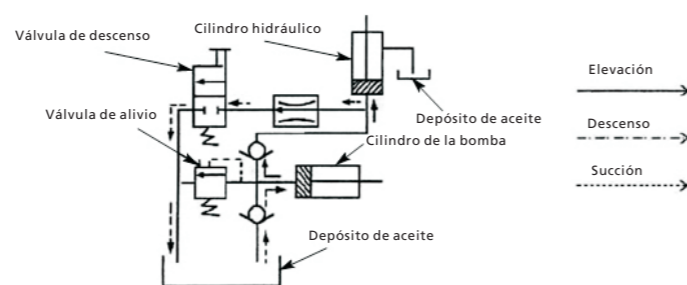 Cilindro hidráulico
Válvula de descenso
Elevación
Válvula de alivio
Depósito de aceite
Cilindro de la bomba
Descenso
Succión
Depósito de aceite